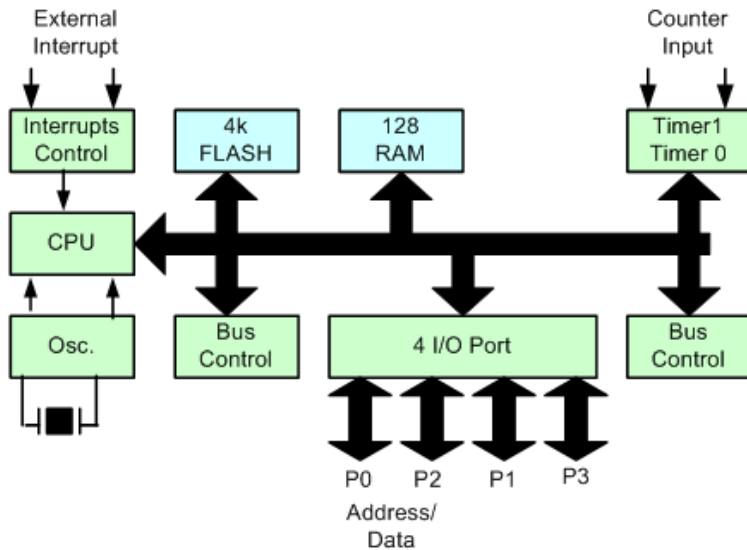 External
Interrupt
Counter
Input
Interrupts
Control
4k
FLASH
128
RAM
Timer1
Timer 0
CPU
Osc.
Bus
Control
4 I/O Port
Bus
Control
P0 P2 P1 P3
Address/
Data